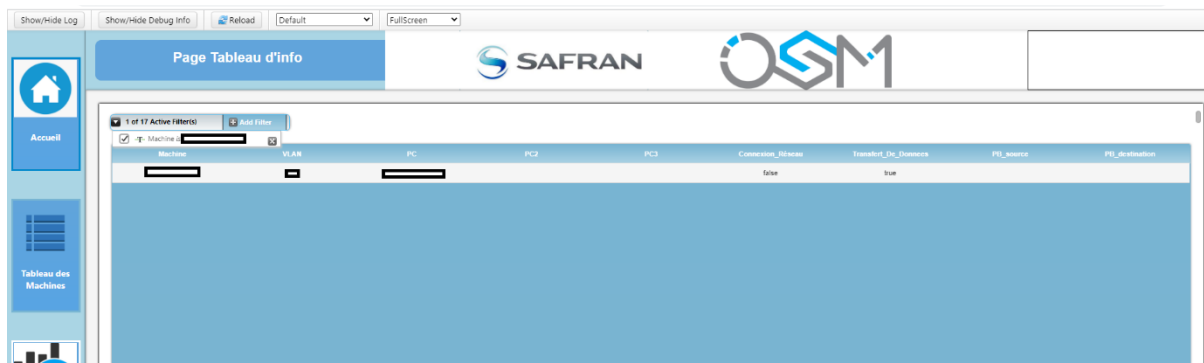 Show/Hide Log Show/Hide Debug Info Reload Default FullScreen
Page Tableau d'info SAFRAN OSM
1 of 17 Active Filter(s) Add Filter
Accueil
-T- Machine
Machine VLAN PC PC2 PC3 Connexion_Réseau Transfert_De_Donnees PB_source PB_destination
false true
Tableau des
Machines